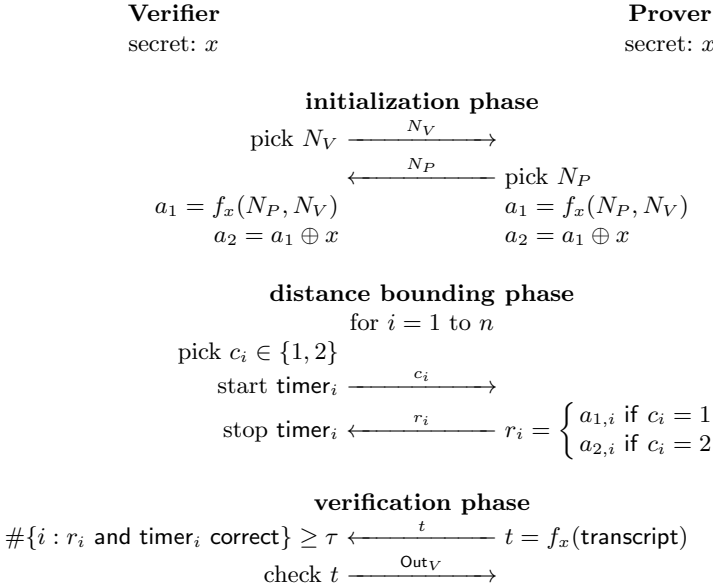 Verifier Prover
secret: x secret: x
initialization phase
pick N_V —N_V→
←N_P— pick N_P
a_1 = f_x(N_P, N_V) a_1 = f_x(N_P, N_V)
a_2 = a_1 ⊕ x a_2 = a_1 ⊕ x
distance bounding phase
for i = 1 to n
pick c_i ∈ {1, 2}
start timer_i —c_i→
stop timer_i ←r_i— r_i = { a_{1,i} if c_i = 1
a_{2,i} if c_i = 2
verification phase
#{i : r_i and timer_i correct} ≥ τ ←t— t = f_x(transcript)
check t —Out_V→